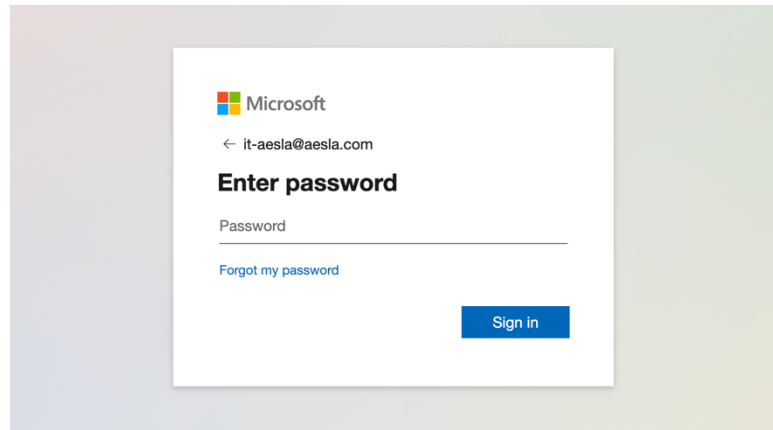 Microsoft
← it-aesla@aesla.com
Enter password
Password
Forgot my password
Sign in